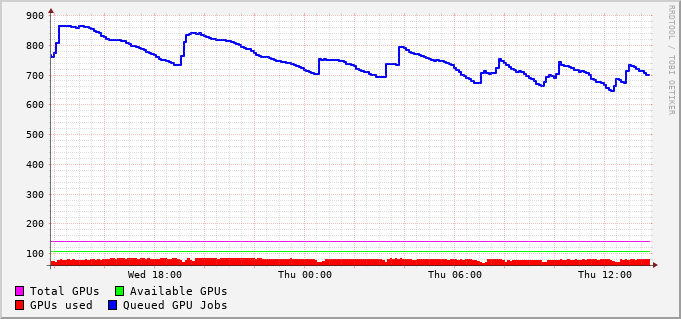 900
800
700
600
500
400
300
200
100
Wed 18:00 Thu 00:00 Thu 06:00 Thu 12:00
Total GPUs Available GPUs
GPUs used Queued GPU Jobs
RRDTOOL / TOBI OETIKER